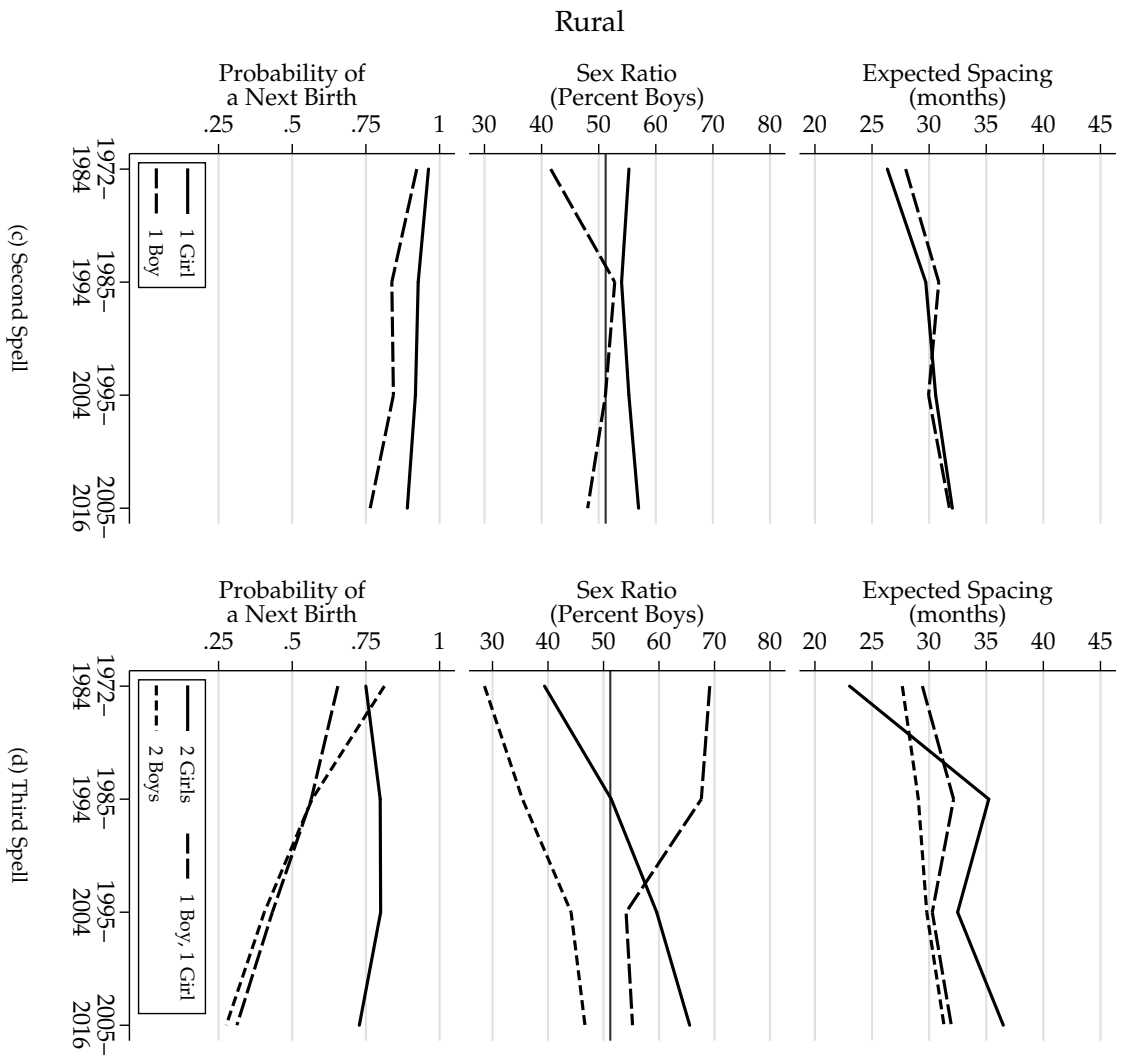 Rural
Probability of
a Next Birth
.25 .5 .75 1
Sex Ratio
(Percent Boys)
30 40 50 60 70 80
Expected Spacing
(months)
20 25 30 35 40 45
1972–
1984
1985–
1994
1995–
2004
2005–
2016
1 Girl
1 Boy
(c) Second Spell
Probability of
a Next Birth
.25 .5 .75 1
Sex Ratio
(Percent Boys)
30 40 50 60 70 80
Expected Spacing
(months)
20 25 30 35 40 45
1972–
1984
1985–
1994
1995–
2004
2005–
2016
2 Girls 1 Boy, 1 Girl
2 Boys
(d) Third Spell